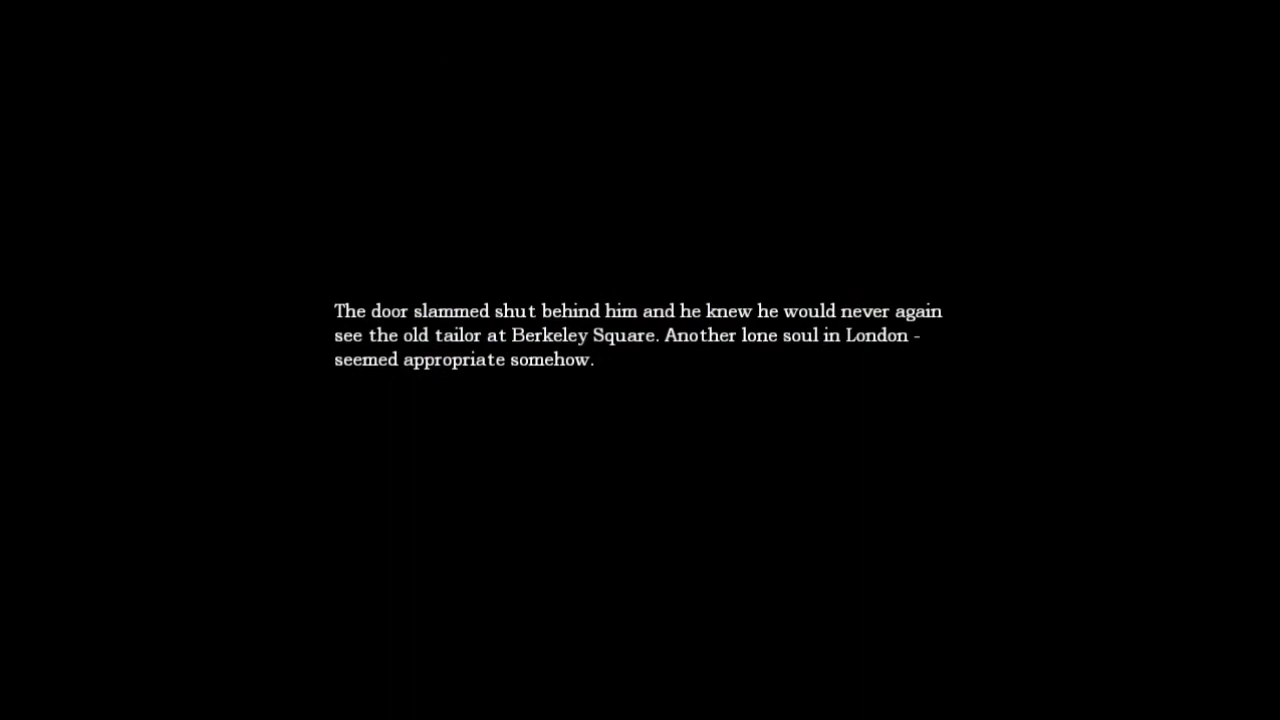 The door slammed shut behind him and he knew he would never again
see the old tailor at Berkeley Square. Another lone soul in London -
seemed appropriate somehow.